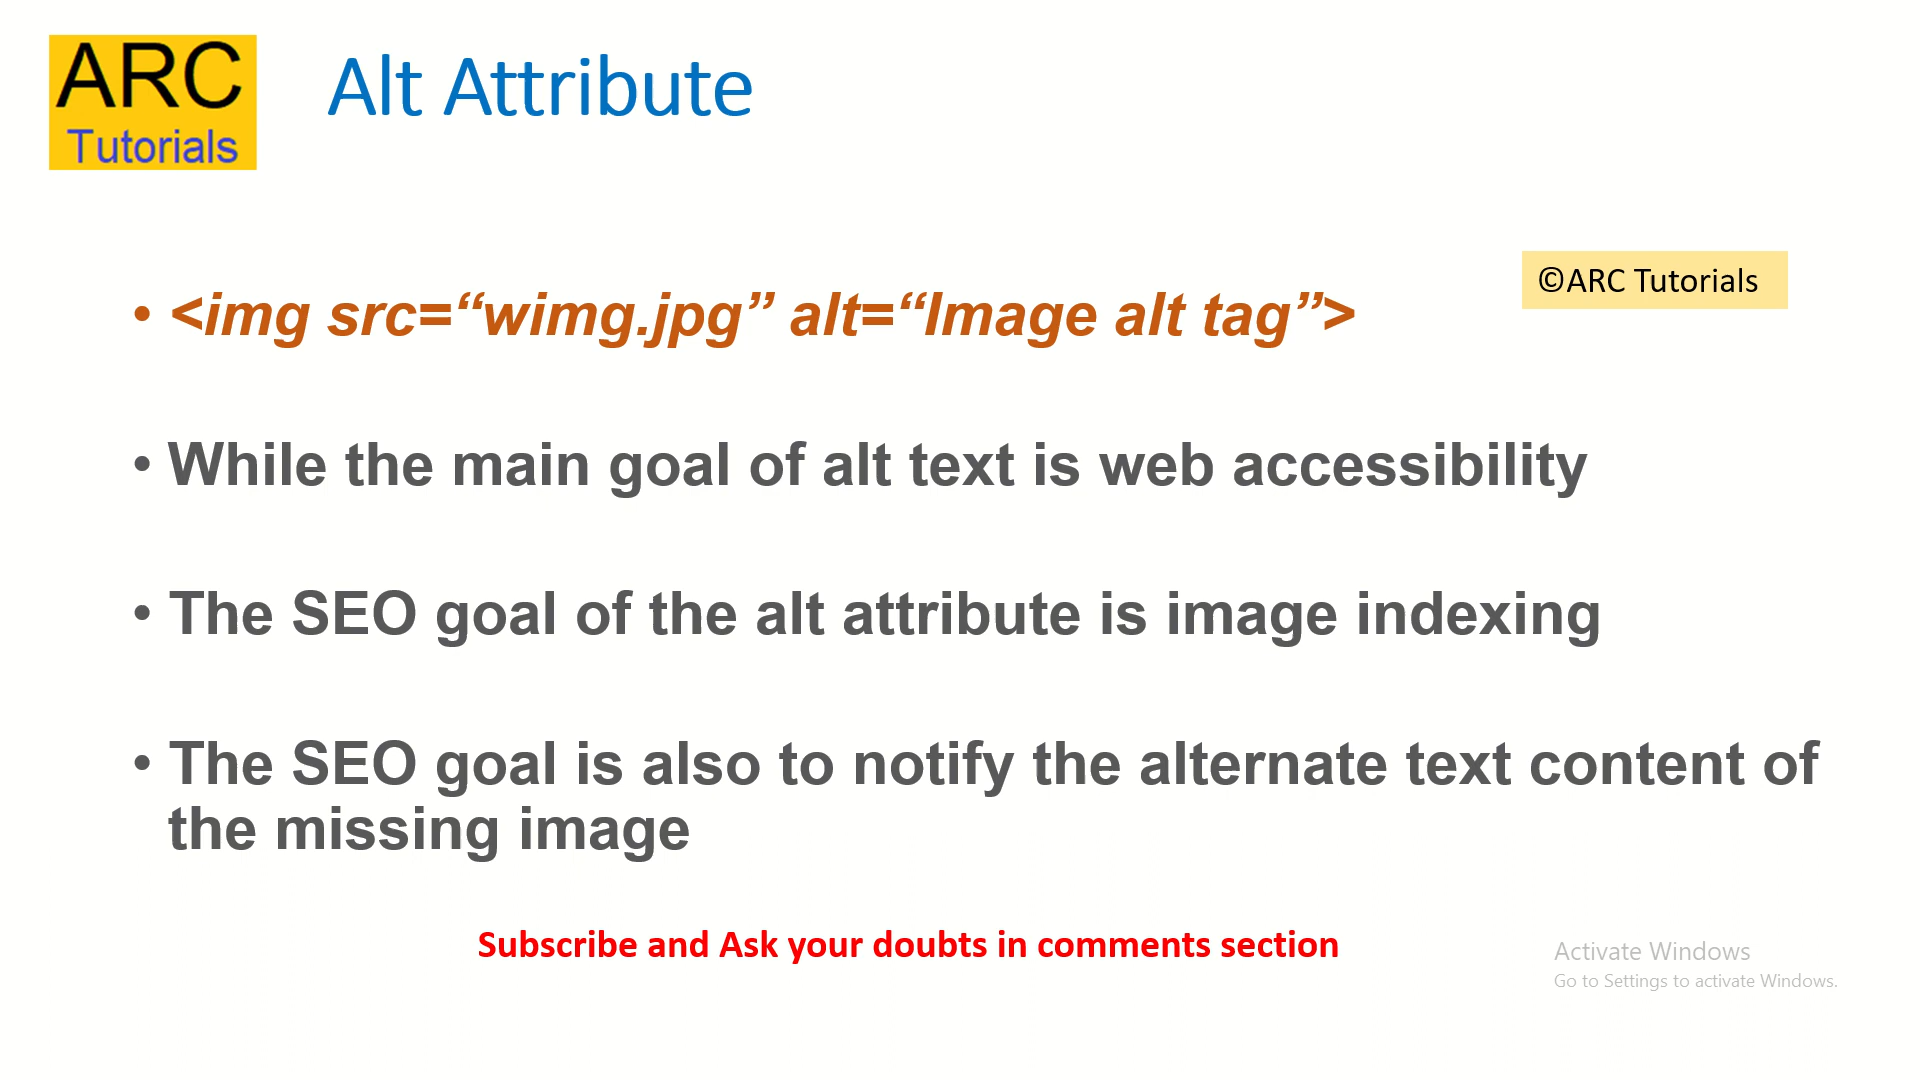 ARC
Tutorials
Alt Attribute
©ARC Tutorials
• <img src=“wimg.jpg” alt=“Image alt tag”>
• While the main goal of alt text is web accessibility
• The SEO goal of the alt attribute is image indexing
• The SEO goal is also to notify the alternate text content of
the missing image
Subscribe and Ask your doubts in comments section
Activate Windows
Go to Settings to activate Windows.